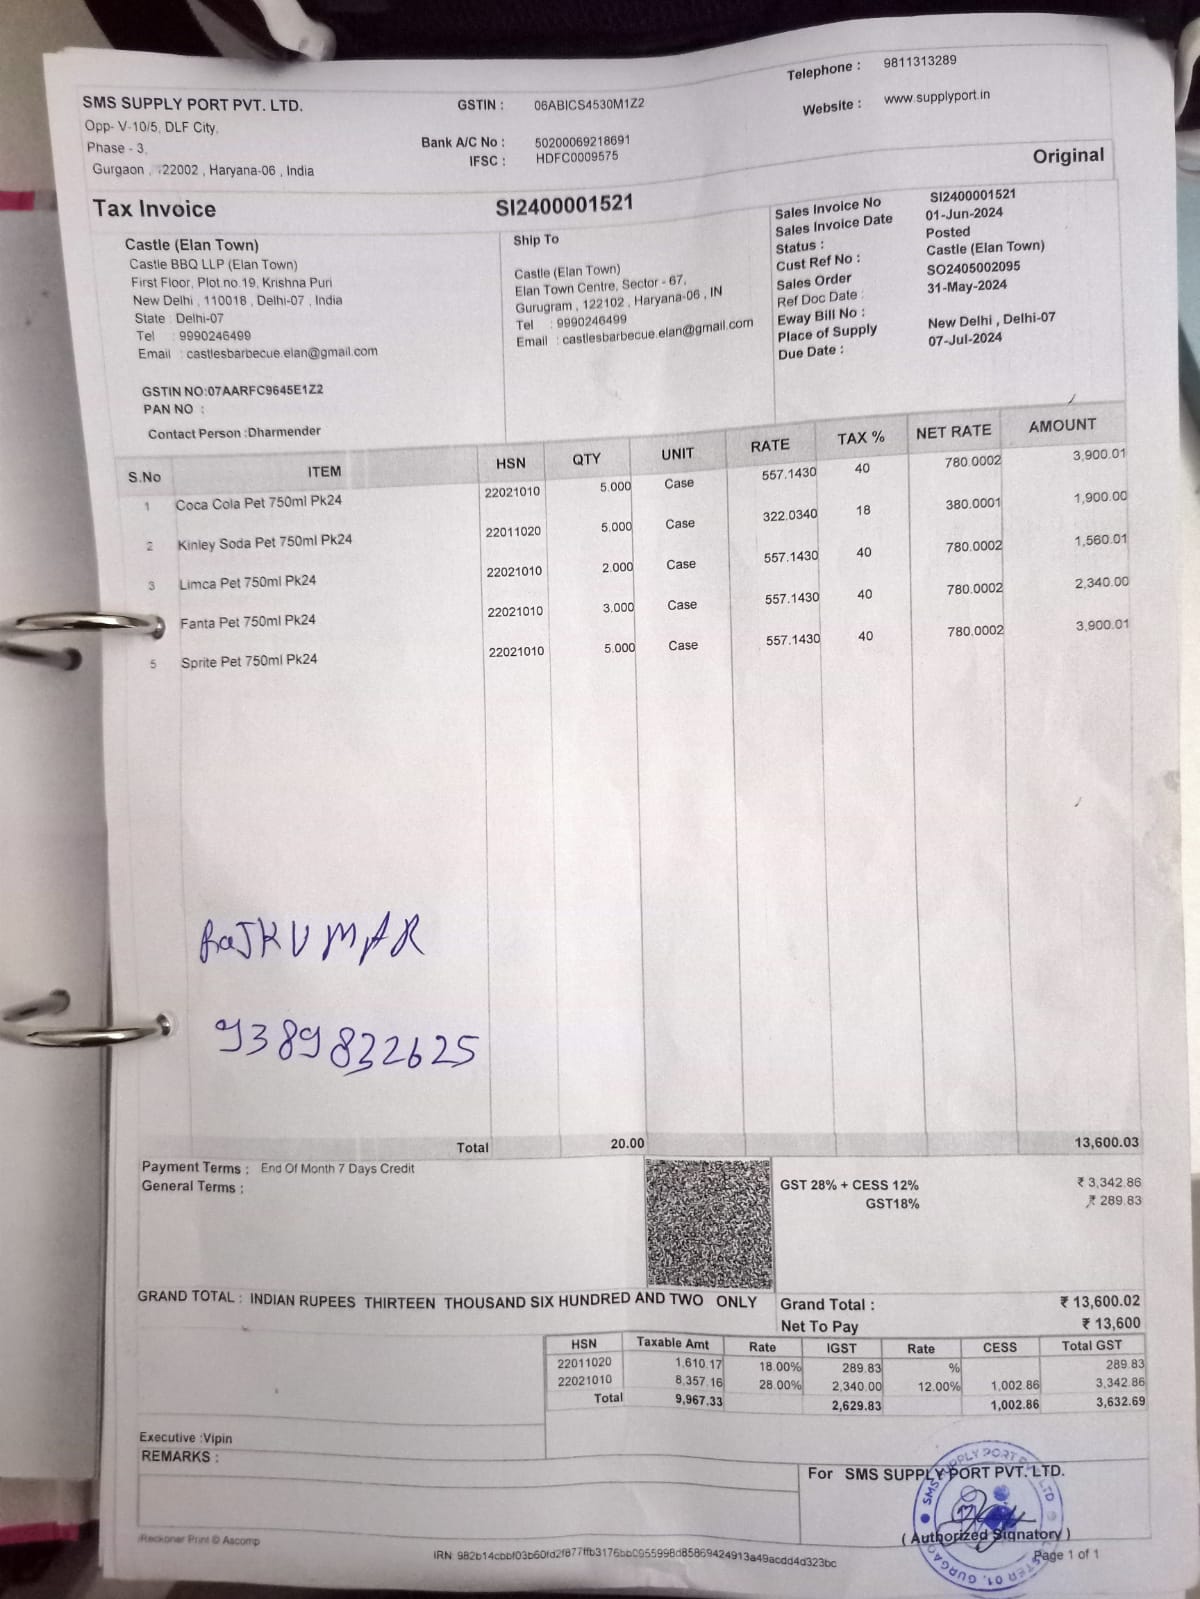 SMS SUPPLY PORT PVT. LTD.
Opp- V-10/5, DLF City,
Phase - 3,
Gurgaon , 122002 , Haryana-06 , India
GSTIN : 06ABICS4530M1Z2
Bank A/C No : 50200069218691
IFSC : HDFC0009575
Telephone : 9811313289
Website : www.supplyport.in
Original
Tax Invoice
SI2400001521
Castle (Elan Town)
Castle BBQ LLP (Elan Town)
First Floor, Plot no.19, Krishna Puri
New Delhi , 110018 , Delhi-07 , India
State : Delhi-07
Tel : 9990246499
Email : castlesbarbecue.elan@gmail.com
GSTIN NO:07AARFC9645E1Z2
PAN NO :
Contact Person :Dharmender
Ship To
Castle (Elan Town)
Elan Town Centre, Sector - 67,
Gurugram , 122102 , Haryana-06 , IN
Tel : 9990246499
Email : castlesbarbecue.elan@gmail.com
Sales Invoice No SI2400001521
Sales Invoice Date 01-Jun-2024
Status : Posted
Cust Ref No : Castle (Elan Town)
Sales Order SO2405002095
Ref Doc Date : 31-May-2024
Eway Bill No :
Place of Supply New Delhi , Delhi-07
Due Date : 07-Jul-2024
S.No ITEM HSN QTY UNIT RATE TAX % NET RATE AMOUNT
1 Coca Cola Pet 750ml Pk24 22021010 5.000 Case 557.1430 40 780.0002 3,900.01
2 Kinley Soda Pet 750ml Pk24 22011020 5.000 Case 322.0340 18 380.0001 1,900.00
3 Limca Pet 750ml Pk24 22021010 2.000 Case 557.1430 40 780.0002 1,560.01
Fanta Pet 750ml Pk24 22021010 3.000 Case 557.1430 40 780.0002 2,340.00
5 Sprite Pet 750ml Pk24 22021010 5.000 Case 557.1430 40 780.0002 3,900.01
RaJKUMAR
9389832625
Total 20.00 13,600.03
Payment Terms : End Of Month 7 Days Credit
General Terms :
GST 28% + CESS 12% ₹ 3,342.86
GST18% ₹ 289.83
GRAND TOTAL : INDIAN RUPEES THIRTEEN THOUSAND SIX HUNDRED AND TWO ONLY
Grand Total : ₹ 13,600.02
Net To Pay ₹ 13,600
HSN Taxable Amt Rate IGST Rate CESS Total GST
22011020 1,610.17 18.00% 289.83 % 289.83
22021010 8,357.16 28.00% 2,340.00 12.00% 1,002.86 3,342.86
Total 9,967.33 2,629.83 1,002.86 3,632.69
Executive :Vipin
REMARKS :
For SMS SUPPLY PORT PVT. LTD.
( Authorized Signatory )
iReckoner Print © Ascomp
Page 1 of 1